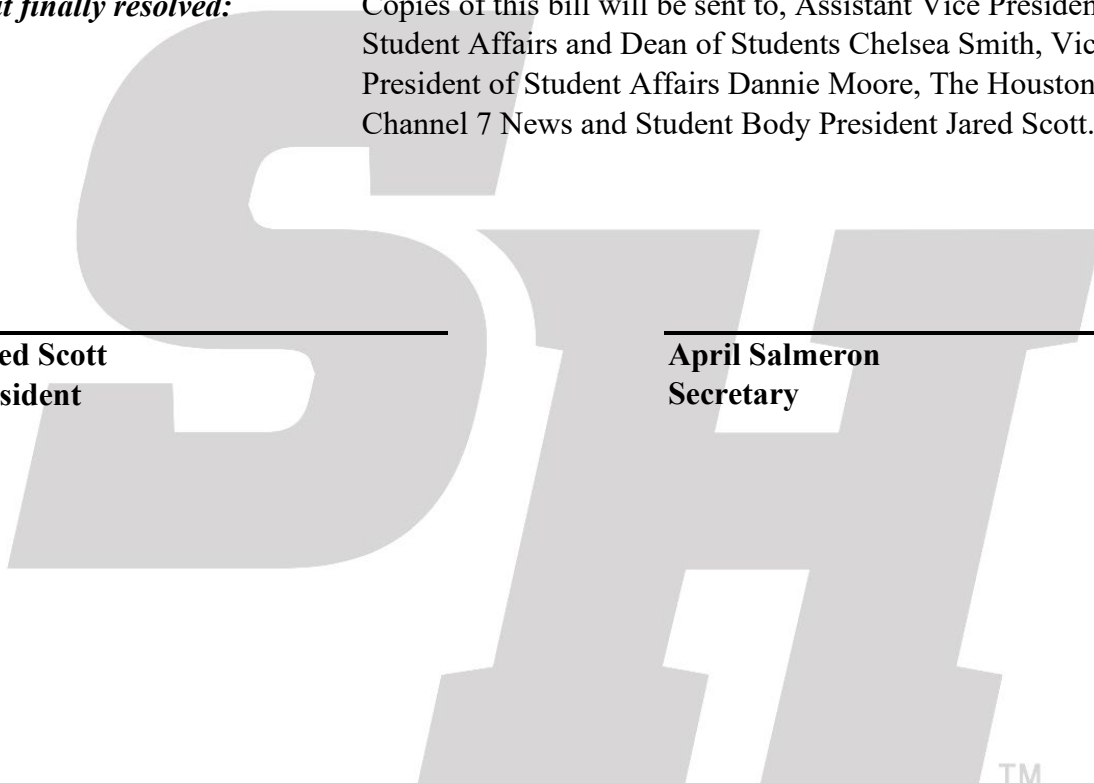 t finally resolved: Copies of this bill will be sent to, Assistant Vice Presiden
Student Affairs and Dean of Students Chelsea Smith, Vic
President of Student Affairs Dannie Moore, The Houston
Channel 7 News and Student Body President Jared Scott.
ed Scott
sident
April Salmeron
Secretary
SH
TM